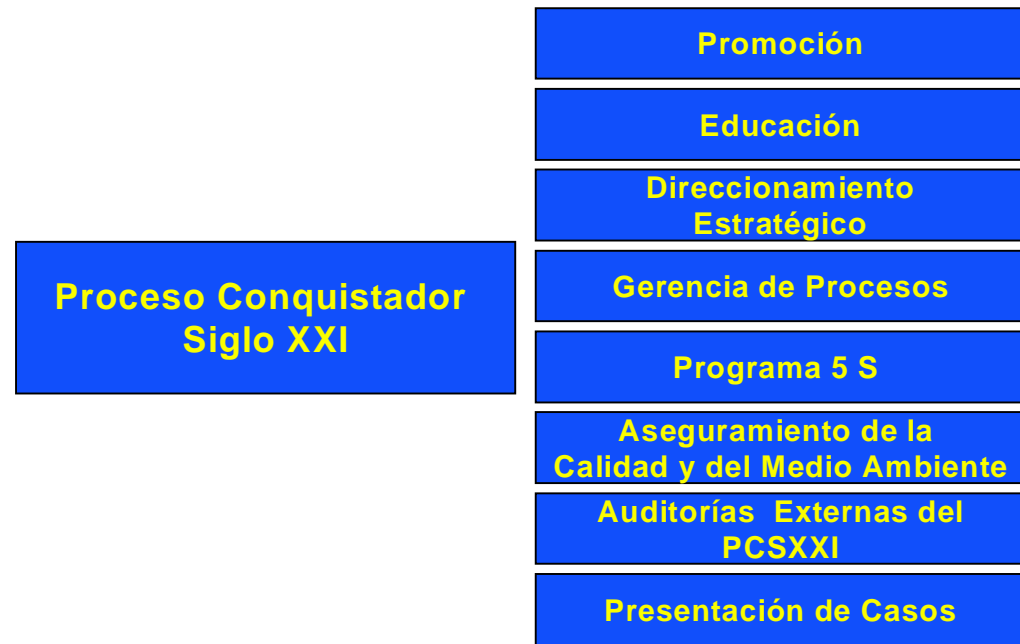 Proceso Conquistador
Siglo XXI
Promoción
Educación
Direccionamiento
Estratégico
Gerencia de Procesos
Programa 5 S
Aseguramiento de la
Calidad y del Medio Ambiente
Auditorías Externas del
PCSXXI
Presentación de Casos